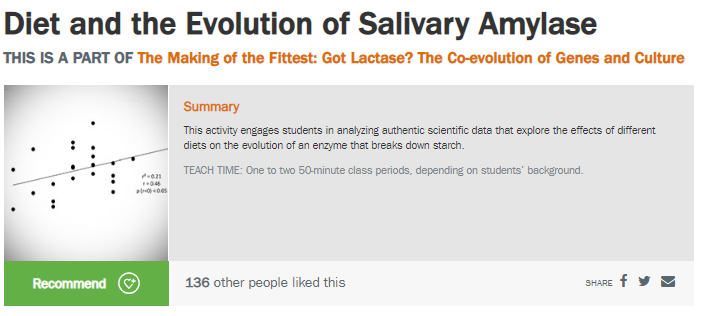 Diet and the Evolution of Salivary Amylase
THIS IS A PART OF The Making of the Fittest: Got Lactase? The Co-evolution of Genes and Culture
Summary
This activity engages students in analyzing authentic scientific data that explore the effects of different
diets on the evolution of an enzyme that breaks down starch.
TEACH TIME: One to two 50-minute class periods, depending on students' background.
r² = 0.21
r = 0.46
p (r=0) < 0.05
Recommend
136 other people liked this
SHARE